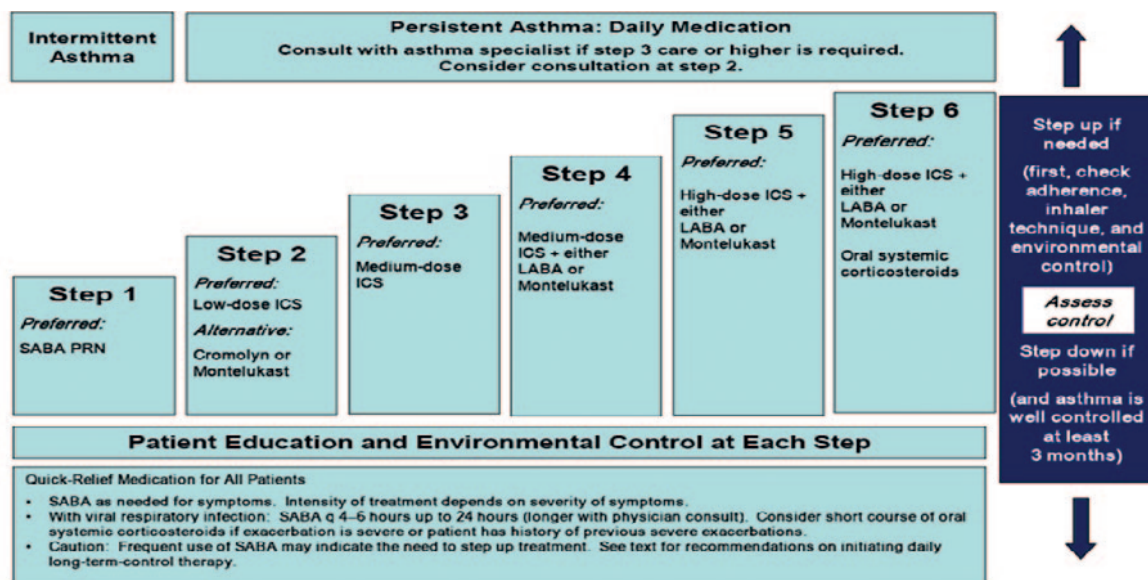 Intermittent
Asthma
Persistent Asthma: Daily Medication
Consult with asthma specialist if step 3 care or higher is required.
Consider consultation at step 2.
Step 1
Preferred:
SABA PRN
Step 2
Preferred:
Low-dose ICS
Alternative:
Cromolyn or
Montelukast
Step 3
Preferred:
Medium-dose
ICS
Step 4
Preferred:
Medium-dose
ICS + either
LABA or
Montelukast
Step 5
Preferred:
High-dose ICS +
either
LABA or
Montelukast
Step 6
Preferred:
High-dose ICS +
either
LABA or
Montelukast
Oral systemic
corticosteroids
Step up if
needed
(first, check
adherence,
inhaler
technique, and
environmental
control)
Assess
control
Step down if
possible
(and asthma is
well controlled
at least
3 months)
Patient Education and Environmental Control at Each Step
Quick-Relief Medication for All Patients
• SABA as needed for symptoms. Intensity of treatment depends on severity of symptoms.
• With viral respiratory infection: SABA q 4–6 hours up to 24 hours (longer with physician consult). Consider short course of oral
systemic corticosteroids if exacerbation is severe or patient has history of previous severe exacerbations.
• Caution: Frequent use of SABA may indicate the need to step up treatment. See text for recommendations on initiating daily
long-term-control therapy.